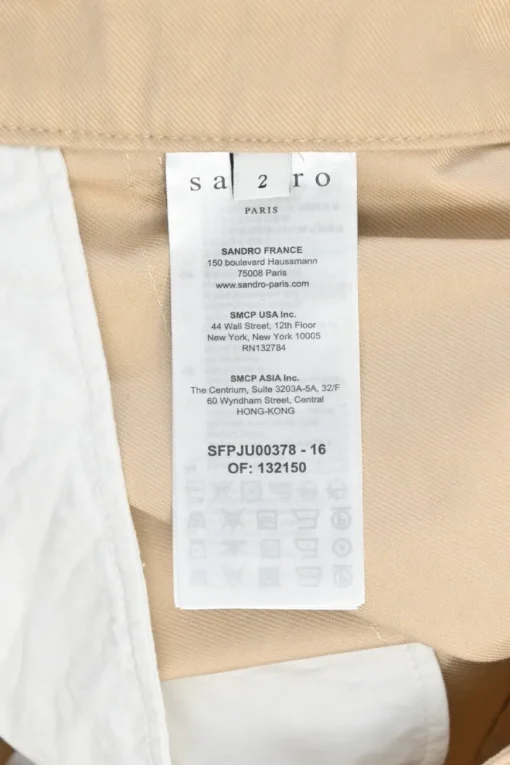 sa 2 ro
PARIS
SANDRO FRANCE
150 boulevard Haussmann
75008 Paris
www.sandro-paris.com
SMCP USA Inc.
44 Wall Street, 12th Floor
New York, New York 10005
RN132784
SMCP ASIA Inc.
The Centrium, Suite 3203A-5A, 32/F
60 Wyndham Street, Central
HONG-KONG
SFPJU00378 - 16
OF: 132150